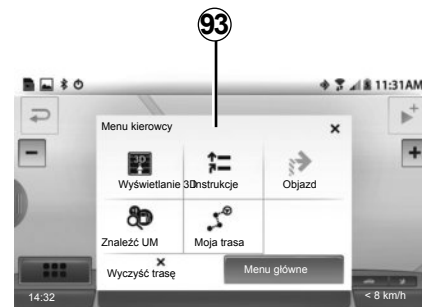 93
11:31AM
Menu kierowcy
Wyświetlanie 3D Instrukcje Objazd
Znaleźć UM Moja trasa
Wyczyść trasę Menu główne
14:32 < 8 km/h